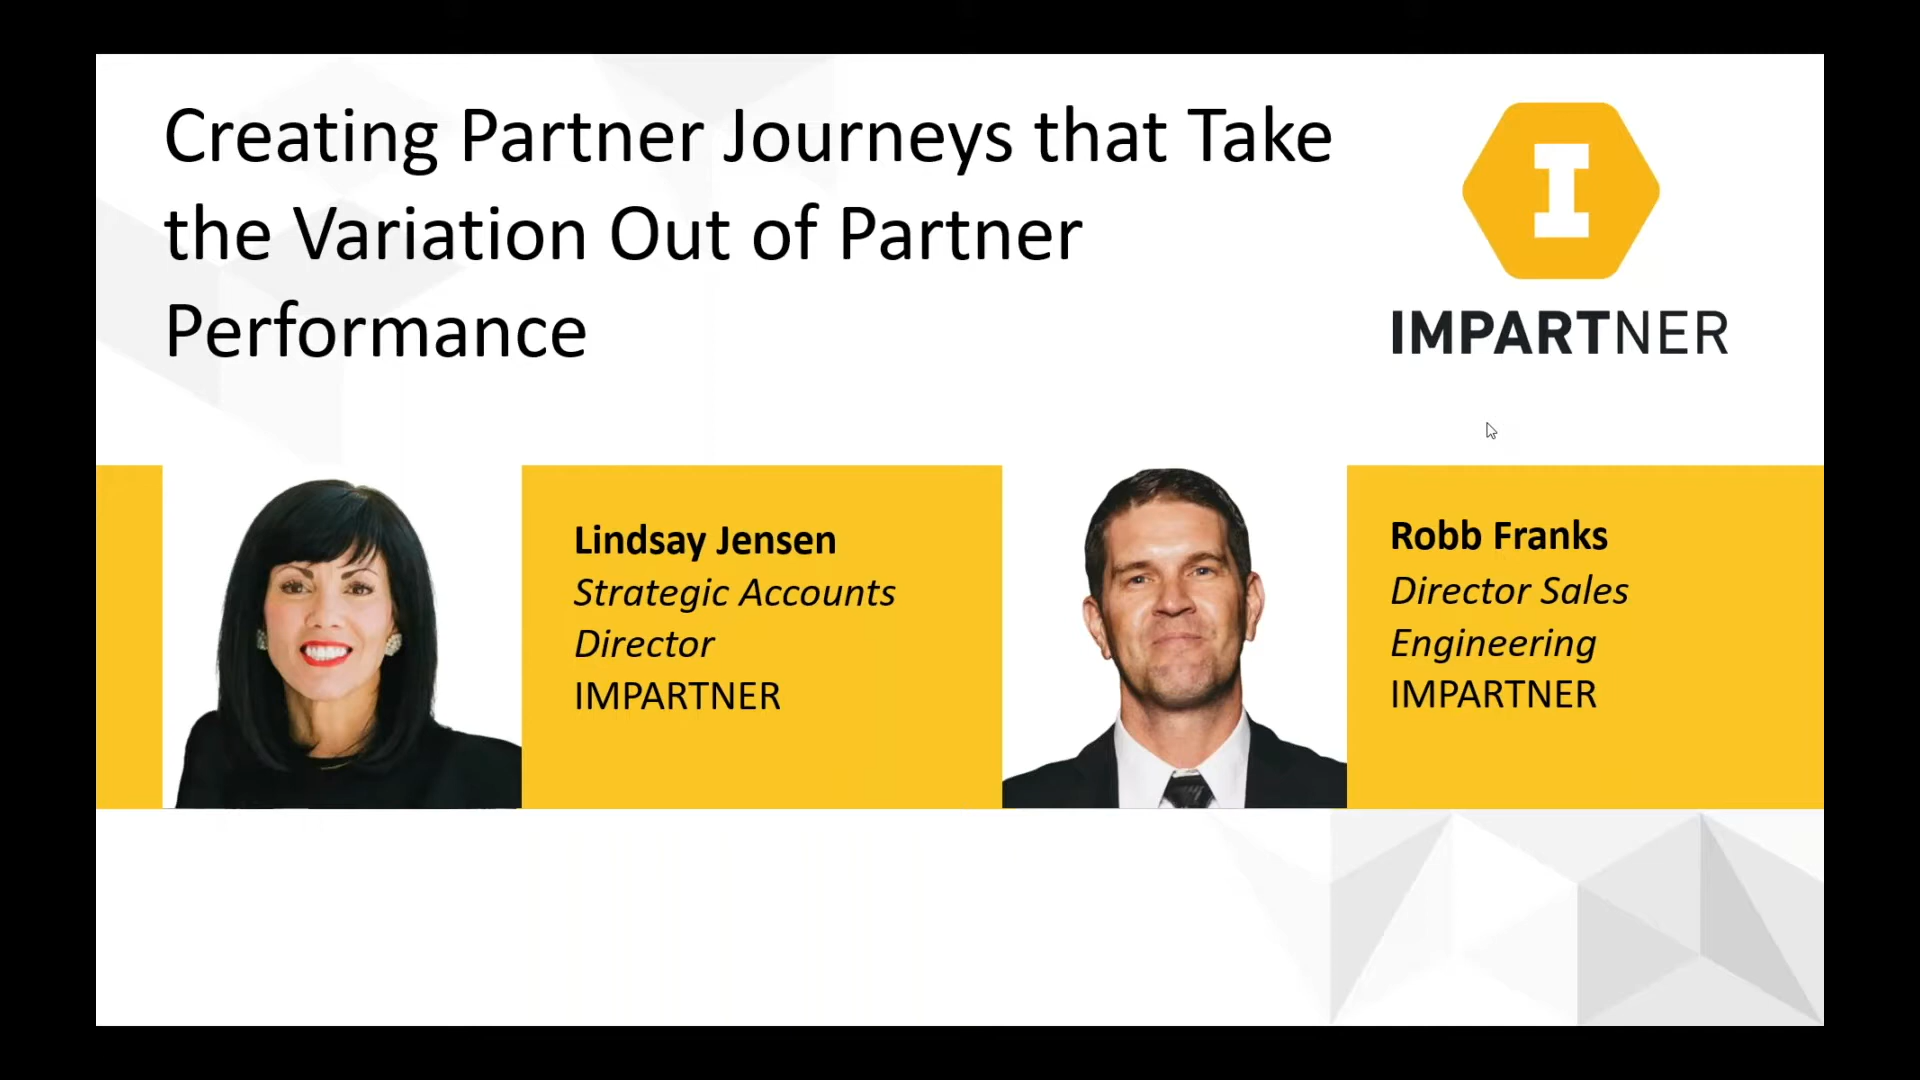 Creating Partner Journeys that Take
the Variation Out of Partner
Performance
I
IMPARTNER
Lindsay Jensen
Strategic Accounts
Director
IMPARTNER
Robb Franks
Director Sales
Engineering
IMPARTNER